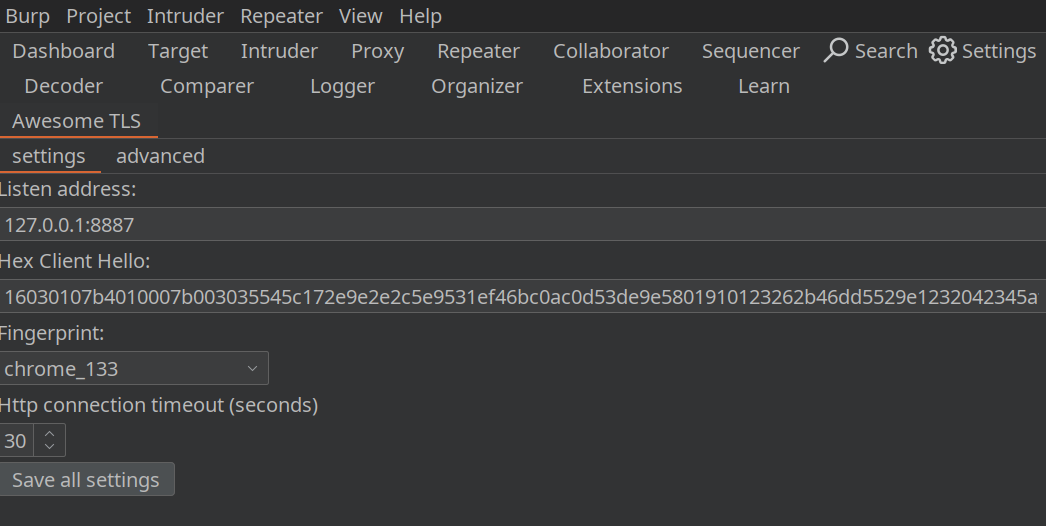 Burp Project Intruder Repeater View Help
Dashboard Target Intruder Proxy Repeater Collaborator Sequencer Search Settings
Decoder Comparer Logger Organizer Extensions Learn
Awesome TLS
settings advanced
Listen address:
127.0.0.1:8887
Hex Client Hello:
16030107b4010007b003035545c172e9e2e2c5e9531ef46bc0ac0d53de9e5801910123262b46dd5529e1232042345a
Fingerprint:
chrome_133
Http connection timeout (seconds)
30
Save all settings